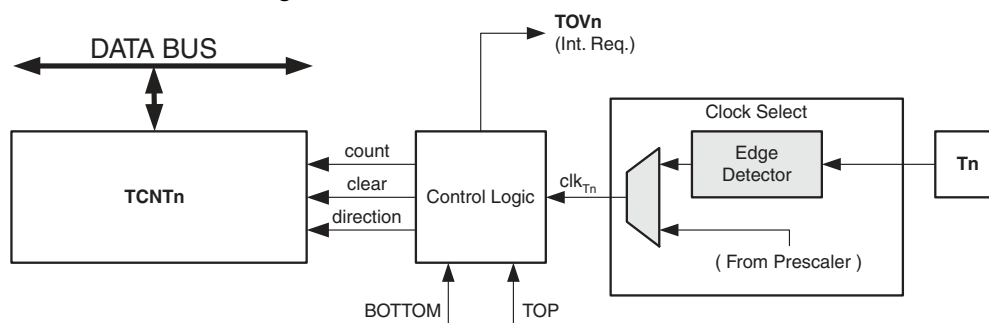 TOVn
(Int. Req.)
DATA BUS
Clock Select
count
clear
direction
TCNTn
Control Logic
clkTn
Edge
Detector
Tn
( From Prescaler )
BOTTOM
TOP